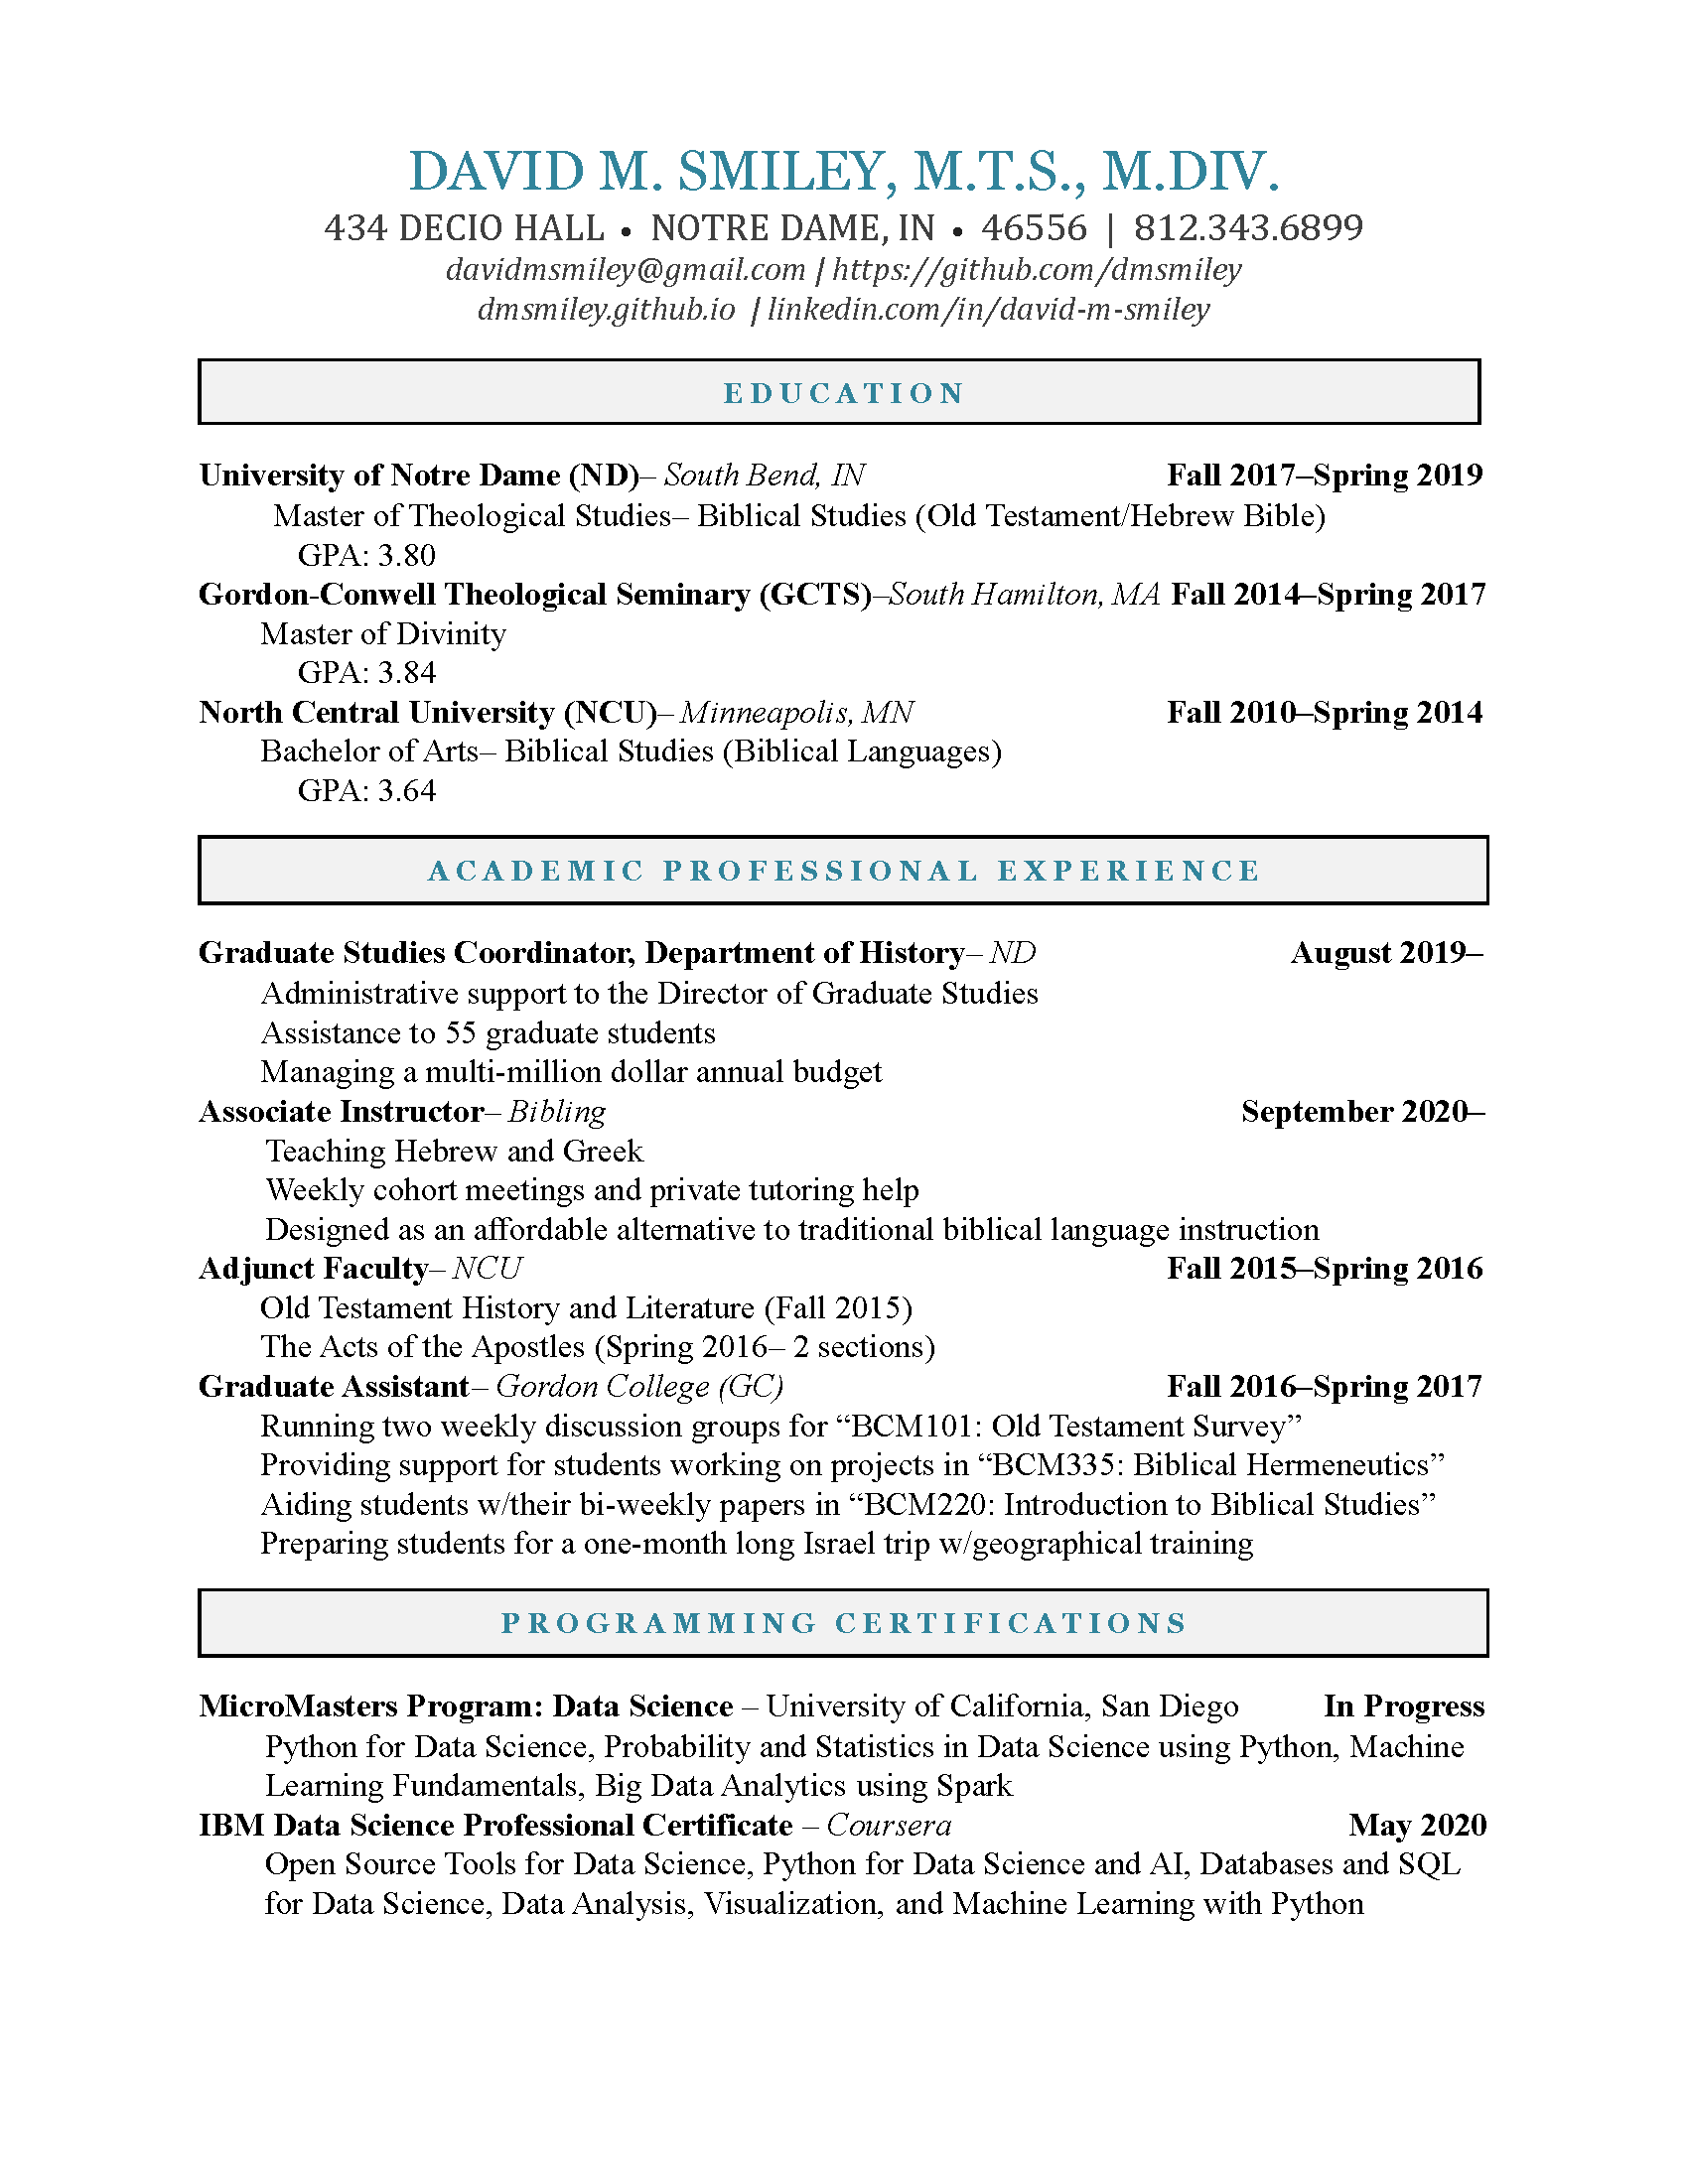 DAVID M. SMILEY, M.T.S., M.DIV.
434 DECIO HALL • NOTRE DAME, IN • 46556 | 812.343.6899
davidmsmiley@gmail.com | https://github.com/dmsmiley
dmsmiley.github.io | linkedin.com/in/david-m-smiley
EDUCATION
University of Notre Dame (ND)– South Bend, IN Fall 2017–Spring 2019
Master of Theological Studies– Biblical Studies (Old Testament/Hebrew Bible)
GPA: 3.80
Gordon-Conwell Theological Seminary (GCTS)–South Hamilton, MA Fall 2014–Spring 2017
Master of Divinity
GPA: 3.84
North Central University (NCU)– Minneapolis, MN Fall 2010–Spring 2014
Bachelor of Arts– Biblical Studies (Biblical Languages)
GPA: 3.64
ACADEMIC PROFESSIONAL EXPERIENCE
Graduate Studies Coordinator, Department of History– ND August 2019–
Administrative support to the Director of Graduate Studies
Assistance to 55 graduate students
Managing a multi-million dollar annual budget
Associate Instructor– Bibling September 2020–
Teaching Hebrew and Greek
Weekly cohort meetings and private tutoring help
Designed as an affordable alternative to traditional biblical language instruction
Adjunct Faculty– NCU Fall 2015–Spring 2016
Old Testament History and Literature (Fall 2015)
The Acts of the Apostles (Spring 2016– 2 sections)
Graduate Assistant– Gordon College (GC) Fall 2016–Spring 2017
Running two weekly discussion groups for “BCM101: Old Testament Survey”
Providing support for students working on projects in “BCM335: Biblical Hermeneutics”
Aiding students w/their bi-weekly papers in “BCM220: Introduction to Biblical Studies”
Preparing students for a one-month long Israel trip w/geographical training
PROGRAMMING CERTIFICATIONS
MicroMasters Program: Data Science – University of California, San Diego In Progress
Python for Data Science, Probability and Statistics in Data Science using Python, Machine
Learning Fundamentals, Big Data Analytics using Spark
IBM Data Science Professional Certificate – Coursera May 2020
Open Source Tools for Data Science, Python for Data Science and AI, Databases and SQL
for Data Science, Data Analysis, Visualization, and Machine Learning with Python